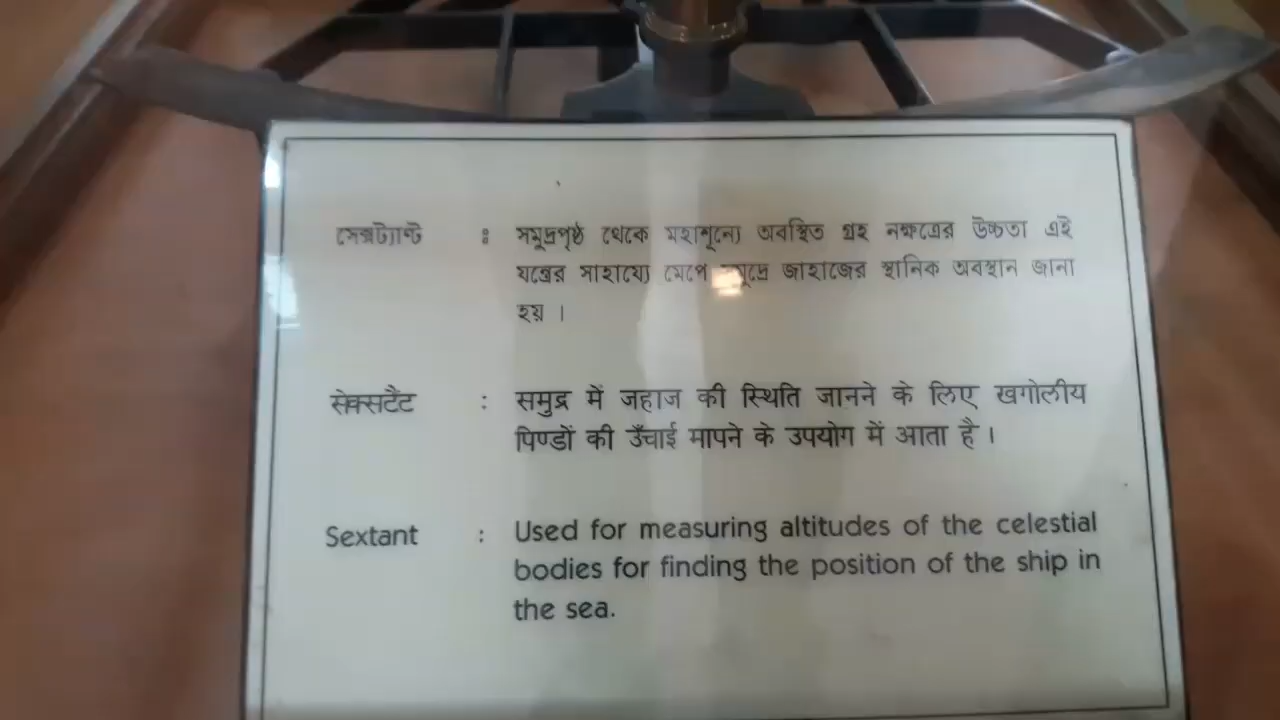 সেক্সট্যান্ট : সমুদ্রপৃষ্ঠ থেকে মহাশূন্যে অবস্থিত গ্রহ নক্ষত্রের উচ্চতা এই
যন্ত্রের সাহায্যে মেপে সমুদ্রে জাহাজের স্থানিক অবস্থান জানা
হয় ।
सेक्सटैंट : समुद्र में जहाज की स्थिति जानने के लिए खगोलीय
पिण्डों की उँचाई मापने के उपयोग में आता है ।
Sextant : Used for measuring altitudes of the celestial
bodies for finding the position of the ship in
the sea.